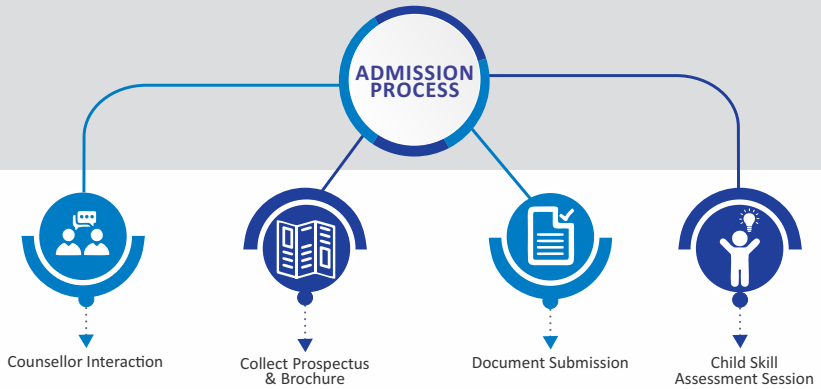 ADMISSION
PROCESS
Counsellor Interaction
Collect Prospectus
& Brochure
Document Submission
Child Skill
Assessment Session